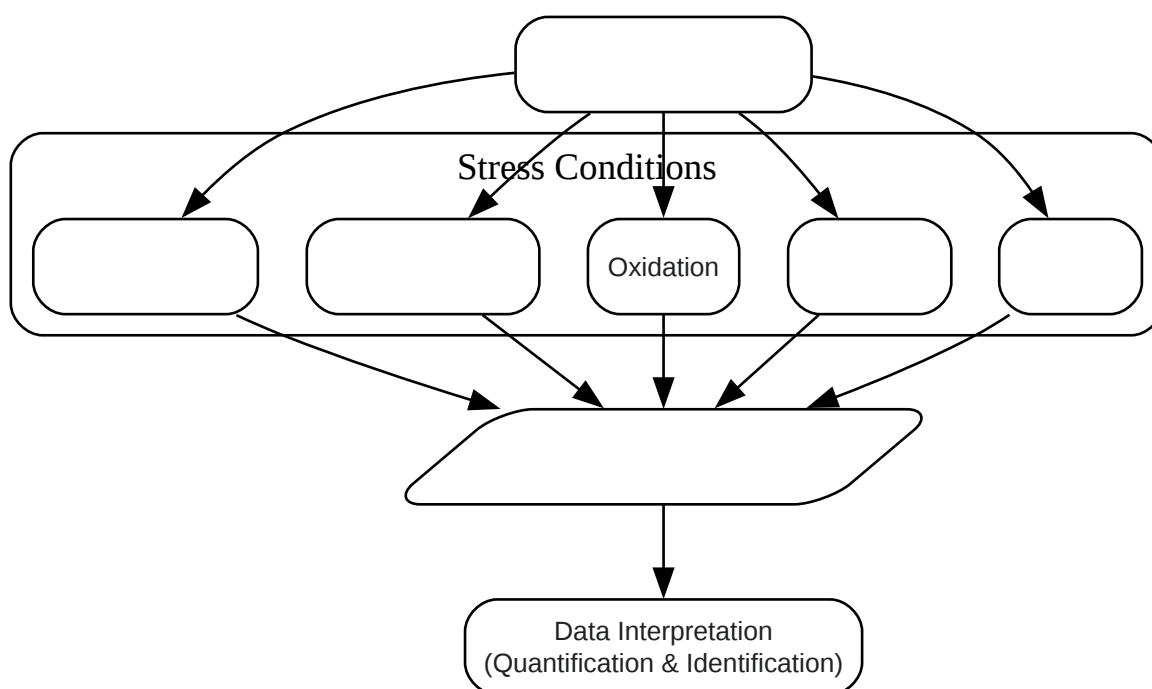 Stress Conditions
Oxidation
Data Interpretation
(Quantification & Identification)